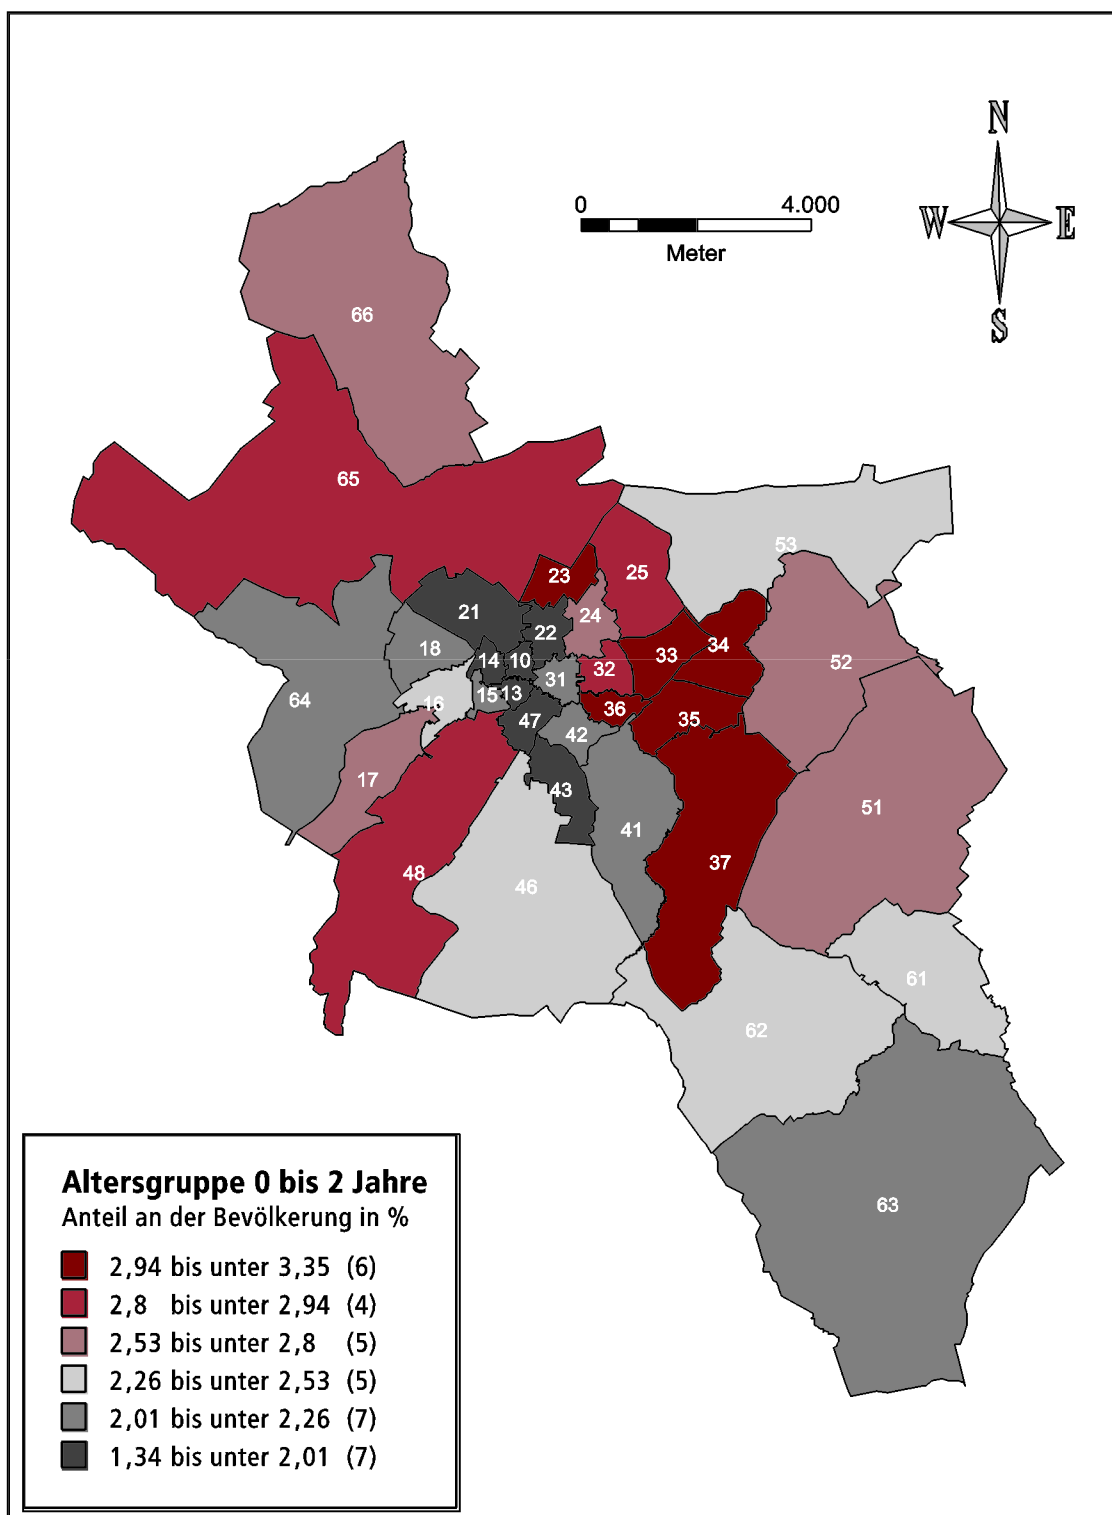 N
0 4.000
W E
Meter
S
66
65
53
23 25
21 24
22
18 33 34
14 10 32 52
31
64 16 15 13
36 35
47 42
17 43
51
41
48 46 37
61
62
63
Altersgruppe 0 bis 2 Jahre
Anteil an der Bevölkerung in %
2,94 bis unter 3,35 (6)
2,8 bis unter 2,94 (4)
2,53 bis unter 2,8 (5)
2,26 bis unter 2,53 (5)
2,01 bis unter 2,26 (7)
1,34 bis unter 2,01 (7)